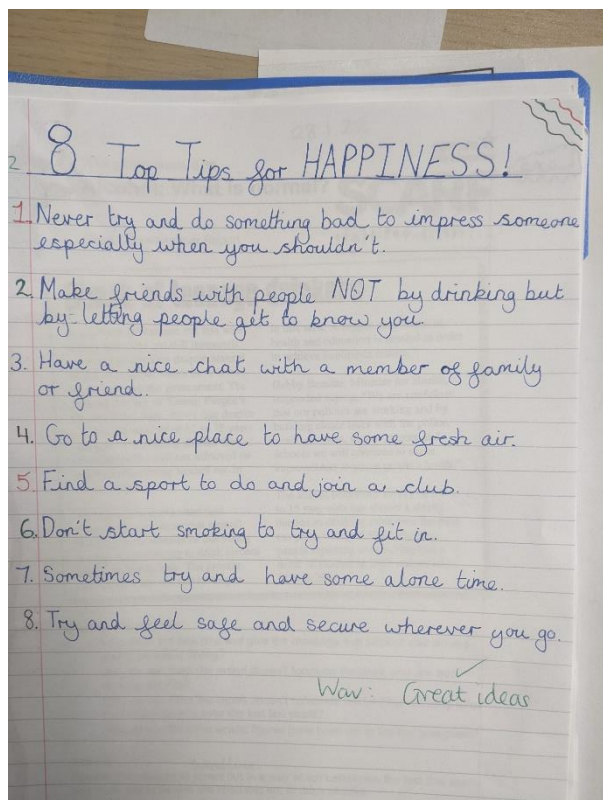 8 Top Tips for HAPPINESS!
1. Never try and do something bad to impress someone
especially when you shouldn't.
2. Make friends with people NOT by drinking but
by letting people get to know you.
3. Have a nice chat with a member of family
or friend.
4. Go to a nice place to have some fresh air.
5. Find a sport to do and join a club.
6. Don't start smoking to try and fit in.
7. Sometimes try and have some alone time.
8. Try and feel safe and secure wherever you go.
Great ideas